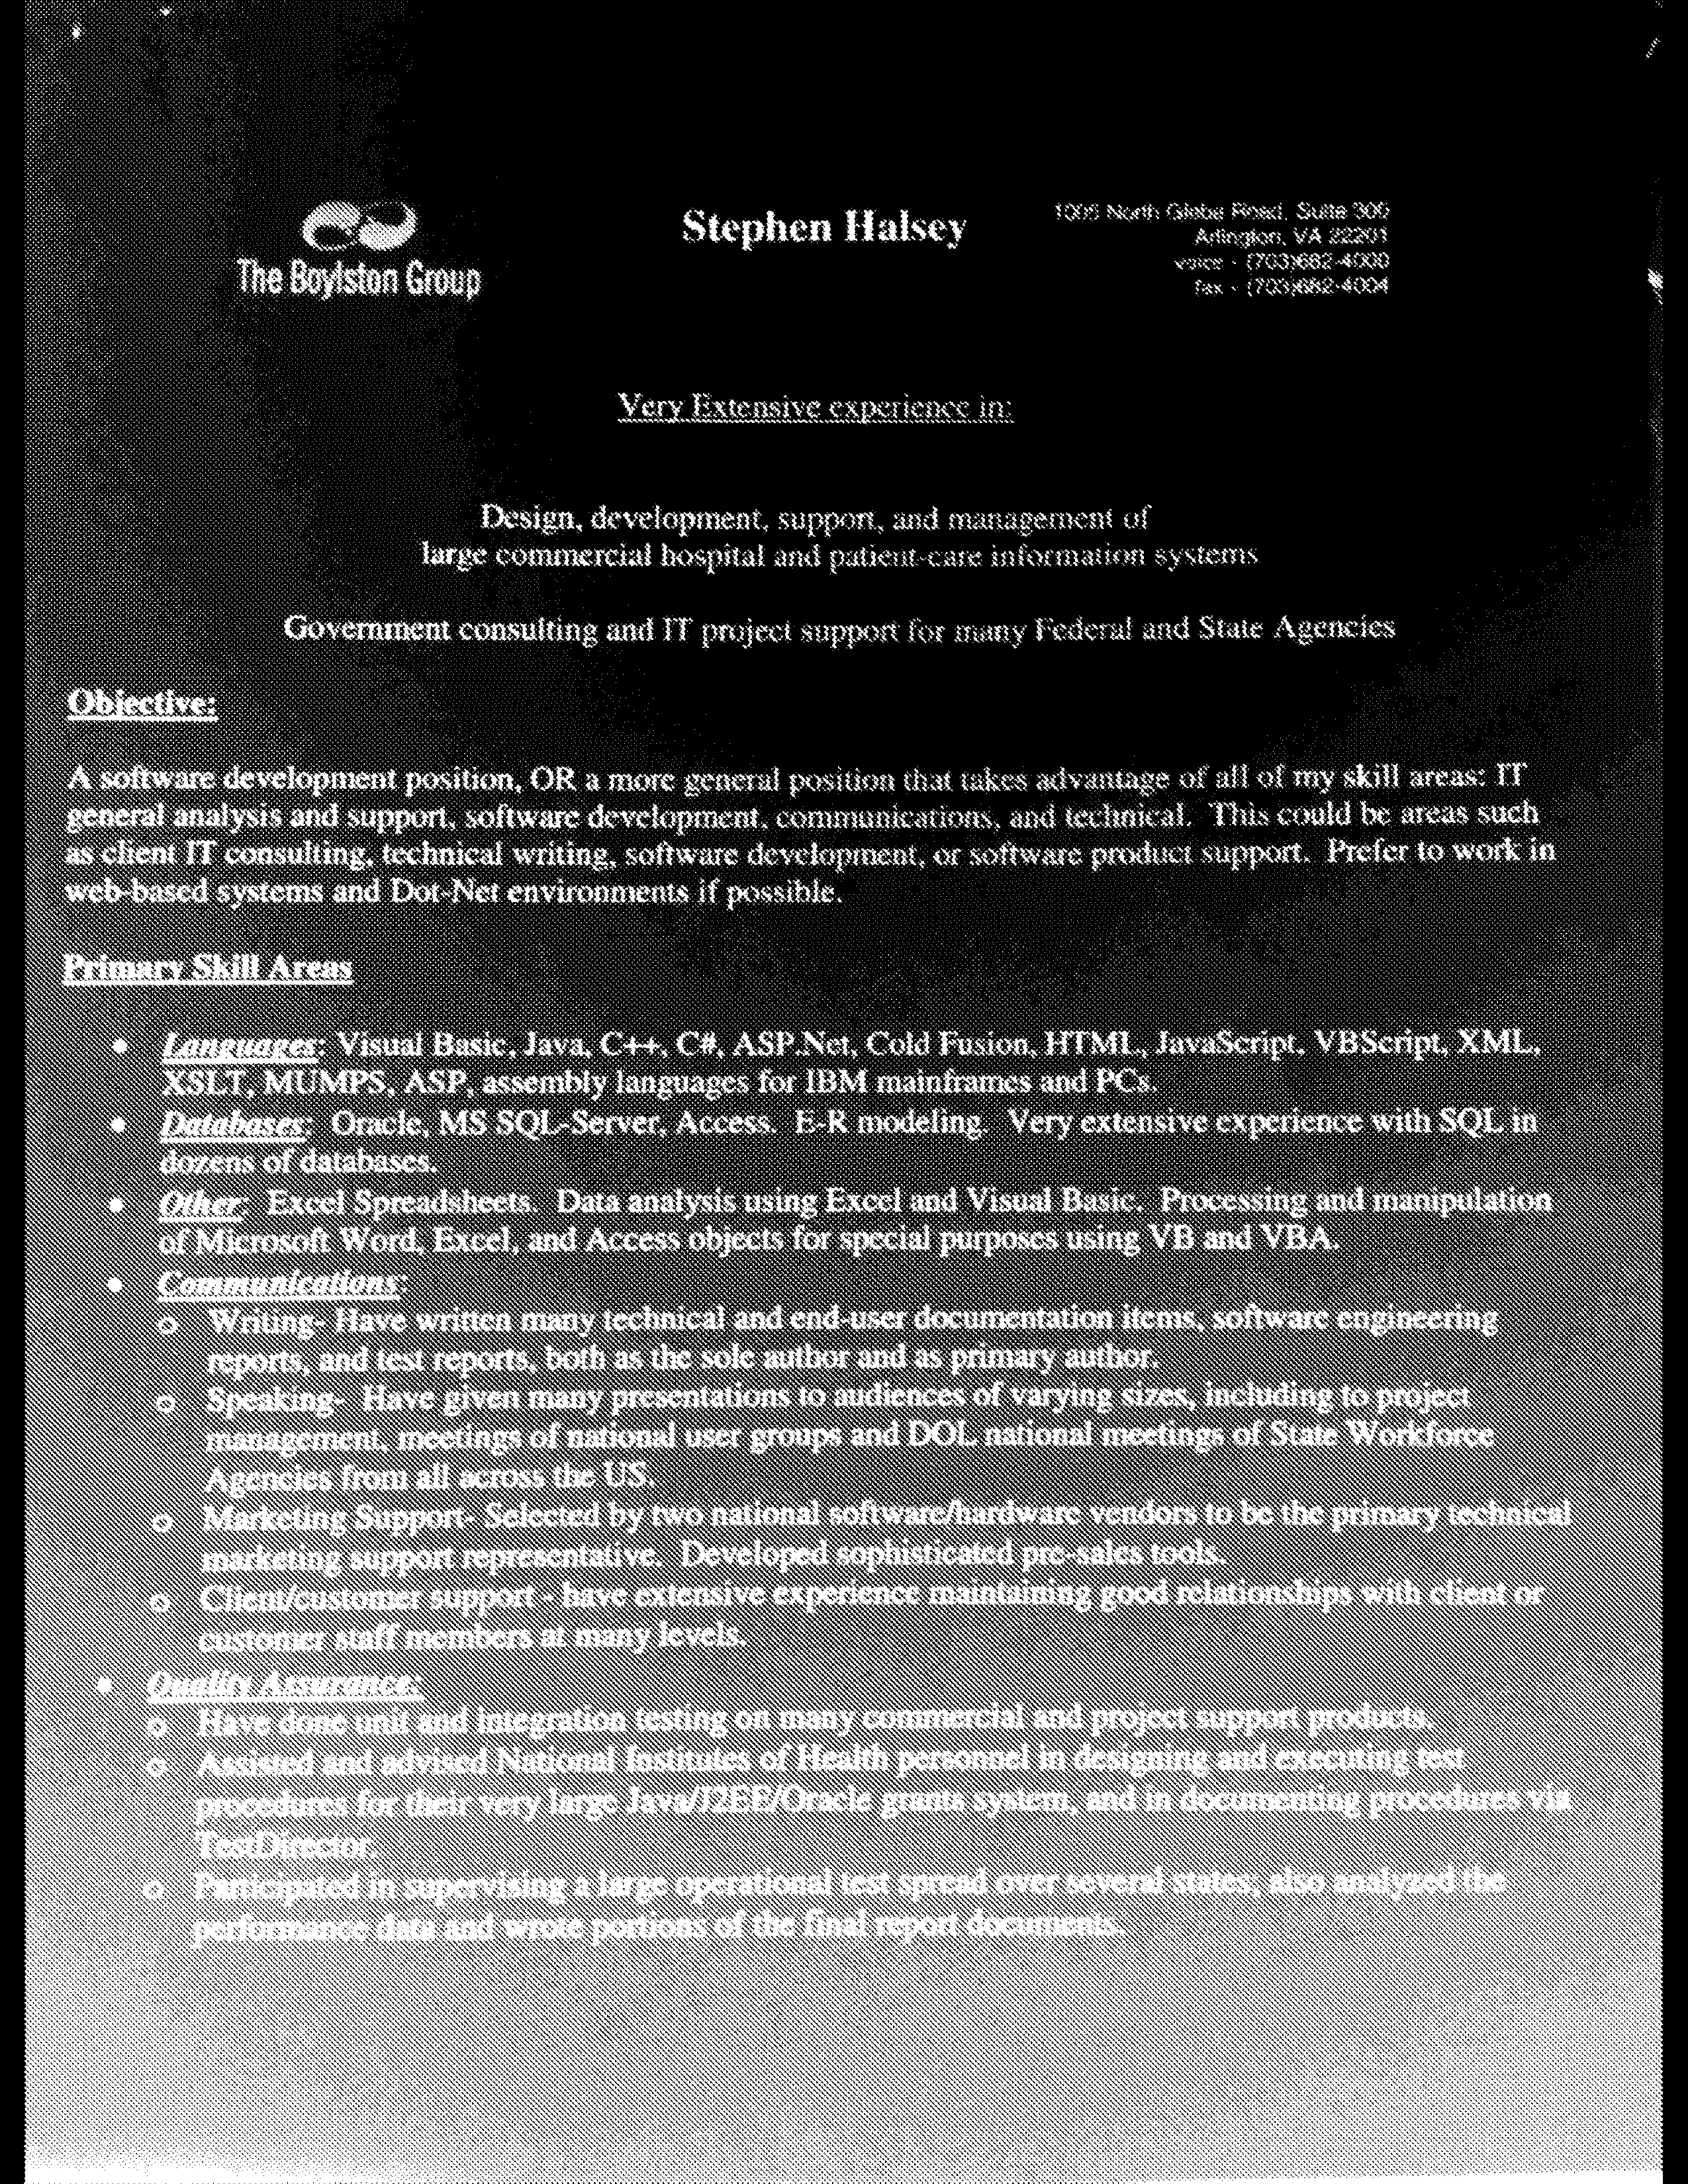 Stephen Halsey
The Boylston Group
1005 North Glebe Road, Suite 300
Arlington, VA 22201
voice - (703)682-4000
fax - (703)682-4004
Very Extensive experience in:
Design, development, support, and management of
large commercial hospital and patient-care information systems
Government consulting and IT project support for many Federal and State Agencies
Objective:
A software development position, OR a more general position that takes advantage of all of my skill areas: IT
general analysis and support, software development, communications, and technical. This could be areas such
as client IT consulting, technical writing, software development, or software product support. Prefer to work in
web-based systems and Dot-Net environments if possible.
Primary Skill Areas
• Languages: Visual Basic, Java, C++, C#, ASP.Net, Cold Fusion, HTML, JavaScript, VBScript, XML,
XSLT, MUMPS, ASP, assembly languages for IBM mainframes and PCs.
• Databases: Oracle, MS SQL-Server, Access. E-R modeling. Very extensive experience with SQL in
dozens of databases.
• Other: Excel Spreadsheets. Data analysis using Excel and Visual Basic. Processing and manipulation
of Microsoft Word, Excel, and Access objects for special purposes using VB and VBA.
• Communications:
o Writing- Have written many technical and end-user documentation items, software engineering
reports, and test reports, both as the sole author and as primary author.
o Speaking- Have given many presentations to audiences of varying sizes, including to project
management, meetings of national user groups and DOL national meetings of State Workforce
Agencies from all across the US.
o Marketing Support- Selected by two national software/hardware vendors to be the primary technical
marketing support representative. Developed sophisticated pre-sales tools.
o Client/customer support - have extensive experience maintaining good relationships with client or
customer staff members at many levels.
• Quality Assurance:
o Have done unit and integration testing on many commercial and project support products.
o Assisted and advised National Institutes of Health personnel in designing and executing test
procedures for their very large Java/J2EE/Oracle grants system, and in documenting procedures via
TestDirector.
o Participated in supervising a large operational test spread over several states, also analyzed the
performance data and wrote portions of the final report documents.